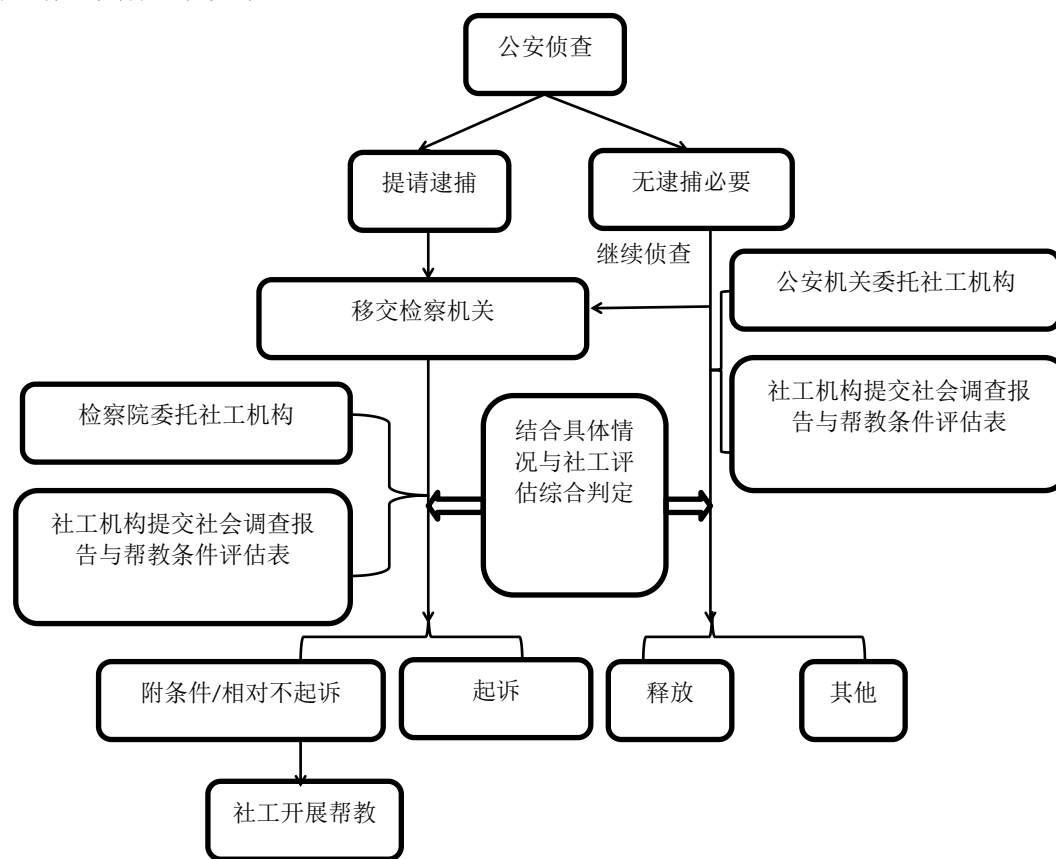 公安侦查
提请逮捕
无逮捕必要
继续侦查
公安机关委托社工机构
移交检察机关
社工机构提交社会调查报
告与帮教条件评估表
检察院委托社工机构
结合具体情
况与社工评
估综合判定
社工机构提交社会调查报
告与帮教条件评估表
附条件/相对不起诉
起诉
释放
其他
社工开展帮教